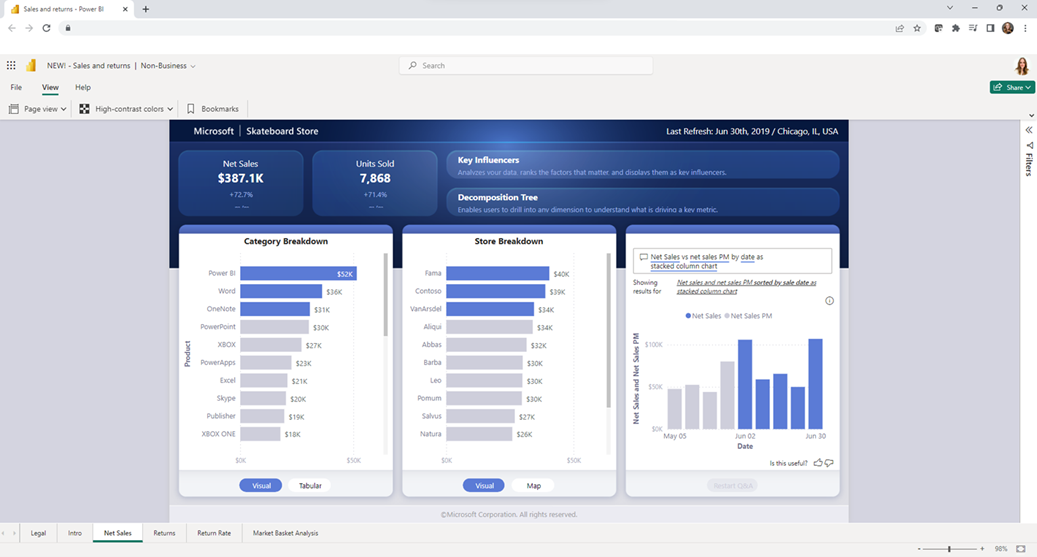 Sales and returns - Power BI
NEW! - Sales and returns | Non-Business
Search
File View Help
Share
Page view High-contrast colors Bookmarks
Microsoft | Skateboard Store
Last Refresh: Jun 30th, 2019 / Chicago, IL, USA
Net Sales
$387.1K
+72.7%
Units Sold
7,868
+71.4%
Key Influencers
Analyzes your data, ranks the factors that matter, and displays them as key influencers.
Decomposition Tree
Enables users to drill into any dimension to understand what is driving a key metric.
Filters
Category Breakdown
Product
Power BI $52K
Word $36K
OneNote $31K
PowerPoint $30K
XBOX $27K
PowerApps $23K
Excel $21K
Skype $20K
Publisher $19K
XBOX ONE $18K
$0K $50K
Visual Tabular
Store Breakdown
Fama $40K
Contoso $39K
VanArsdel $34K
Aliqui $34K
Abbas $32K
Barba $30K
Leo $30K
Pomum $30K
Salvus $27K
Natura $26K
$0K $50K
Visual Map
Net Sales vs net sales PM by date as
stacked column chart
Showing
results for
Net sales and net sales PM sorted by sale date as
stacked column chart
Net Sales Net Sales PM
Net Sales and Net Sales PM
$100K
$50K
$0K
May 05 Jun 02 Jun 30
Date
Is this useful?
Restart Q&A
©Microsoft Corporation. All rights reserved.
Legal Intro Net Sales Returns Return Rate Market Basket Analysis
- + 98%